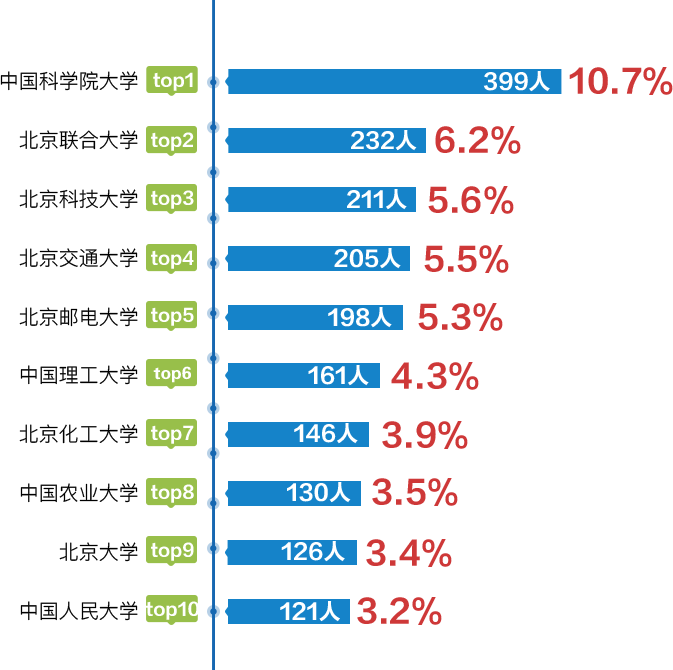 中国科学院大学 top1 399人 10.7%
北京联合大学 top2 232人 6.2%
北京科技大学 top3 211人 5.6%
北京交通大学 top4 205人 5.5%
北京邮电大学 top5 198人 5.3%
中国理工大学 top6 161人 4.3%
北京化工大学 top7 146人 3.9%
中国农业大学 top8 130人 3.5%
北京大学 top9 126人 3.4%
中国人民大学 top10 121人 3.2%